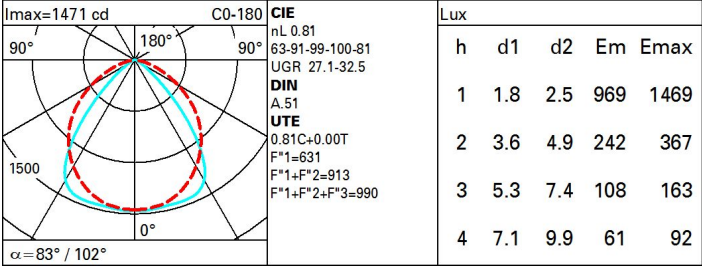 Imax=1471 cd C0-180
90° 180° 90°
1500
0°
α=83° / 102°
CIE
nL 0.81
63-91-99-100-81
UGR 27.1-32.5
DIN
A.51
UTE
0.81C+0.00T
F"1=631
F"1+F"2=913
F"1+F"2+F"3=990
Lux
h d1 d2 Em Emax
1 1.8 2.5 969 1469
2 3.6 4.9 242 367
3 5.3 7.4 108 163
4 7.1 9.9 61 92